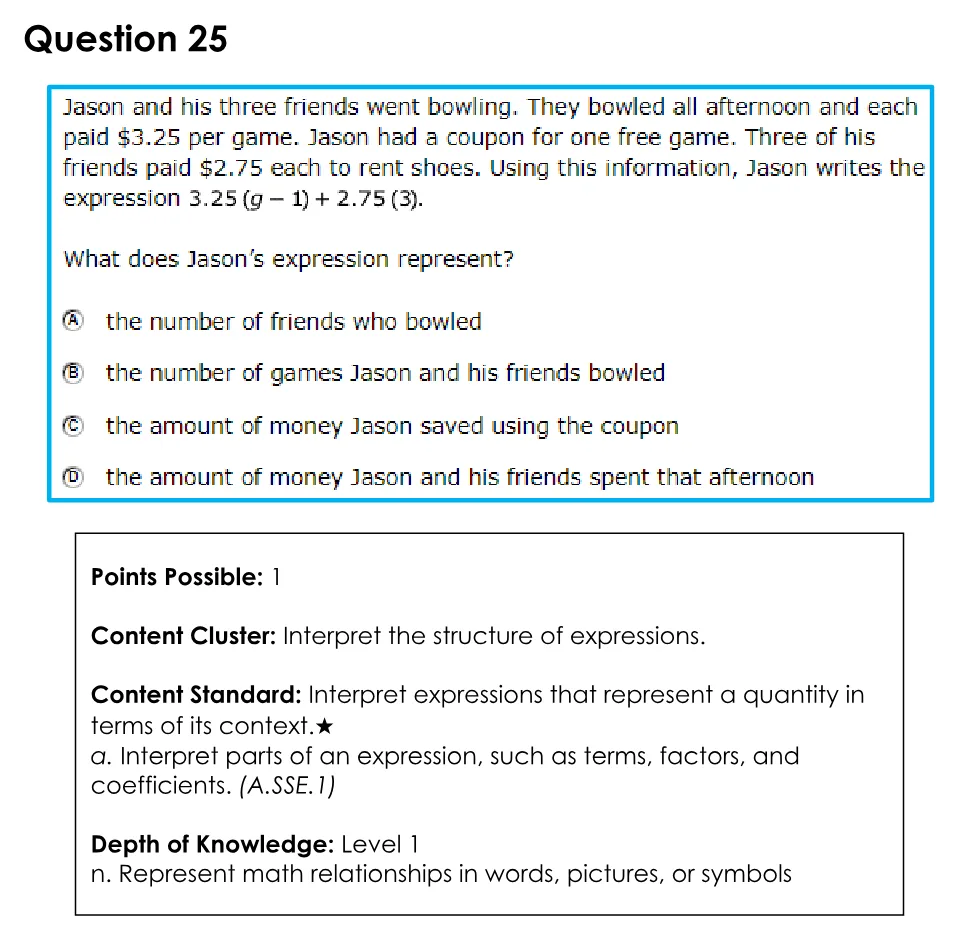 Question 25
Jason and his three friends went bowling. They bowled all afternoon and each
paid $3.25 per game. Jason had a coupon for one free game. Three of his
friends paid $2.75 each to rent shoes. Using this information, Jason writes the
expression 3.25 (g – 1) + 2.75 (3).
What does Jason's expression represent?
A the number of friends who bowled
B the number of games Jason and his friends bowled
C the amount of money Jason saved using the coupon
D the amount of money Jason and his friends spent that afternoon
Points Possible: 1
Content Cluster: Interpret the structure of expressions.
Content Standard: Interpret expressions that represent a quantity in
terms of its context.★
a. Interpret parts of an expression, such as terms, factors, and
coefficients. (A.SSE.1)
Depth of Knowledge: Level 1
n. Represent math relationships in words, pictures, or symbols